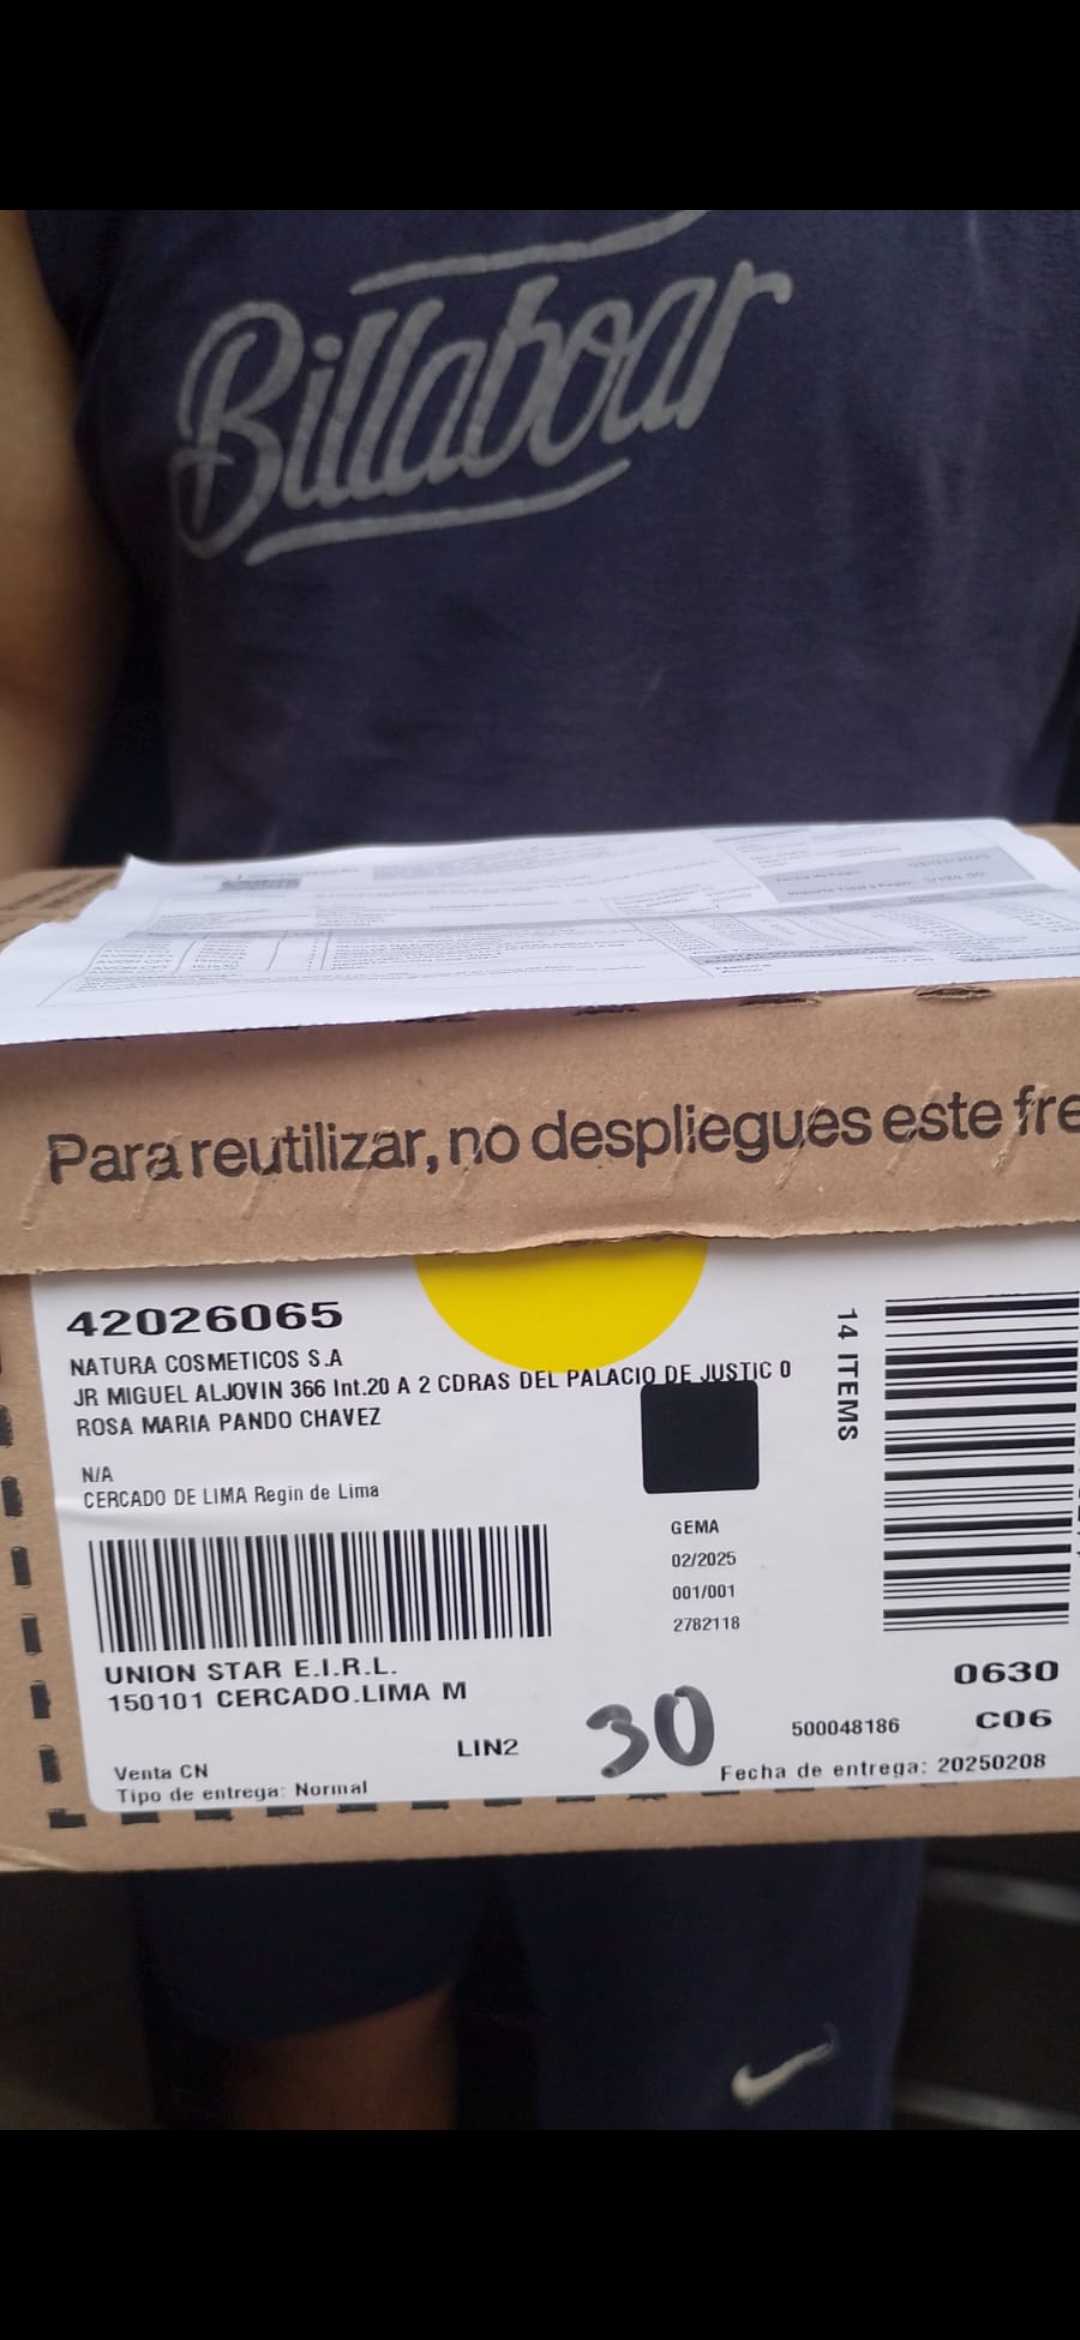 Billaboar
Para reutilizar, no despliegues este fre
42026065
NATURA COSMETICOS S.A
JR MIGUEL ALJOVIN 366 Int.20 A 2 CDRAS DEL PALACIO DE JUSTIC 0
ROSA MARIA PANDO CHAVEZ
N/A
CERCADO DE LIMA Regin de Lima
14 ITEMS
GEMA
02/2025
001/001
2782118
UNION STAR E.I.R.L.
150101 CERCADO.LIMA M
LIN2
30
0630
500048186
C06
Venta CN
Tipo de entrega: Normal
Fecha de entrega: 20250208